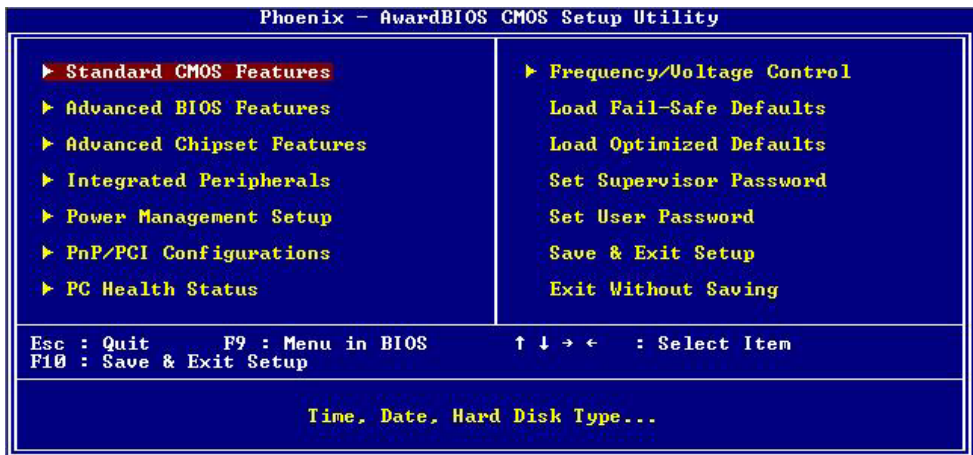 Phoenix - AwardBIOS CMOS Setup Utility
▶ Standard CMOS Features
▶ Advanced BIOS Features
▶ Advanced Chipset Features
▶ Integrated Peripherals
▶ Power Management Setup
▶ PnP/PCI Configurations
▶ PC Health Status
▶ Frequency/Voltage Control
Load Fail-Safe Defaults
Load Optimized Defaults
Set Supervisor Password
Set User Password
Save & Exit Setup
Exit Without Saving
Esc : Quit F9 : Menu in BIOS ↑ ↓ → ← : Select Item
F10 : Save & Exit Setup
Time, Date, Hard Disk Type...